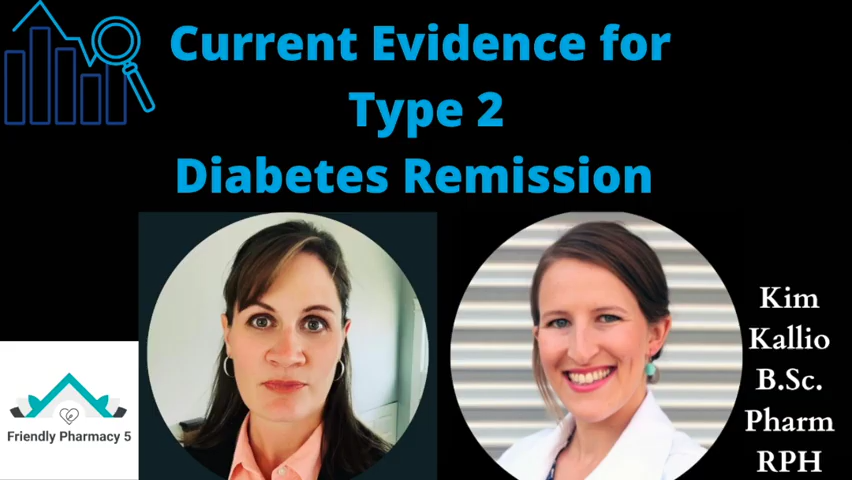 Current Evidence for
Type 2
Diabetes Remission
Friendly Pharmacy 5
Kim
Kallio
B.Sc.
Pharm
RPH